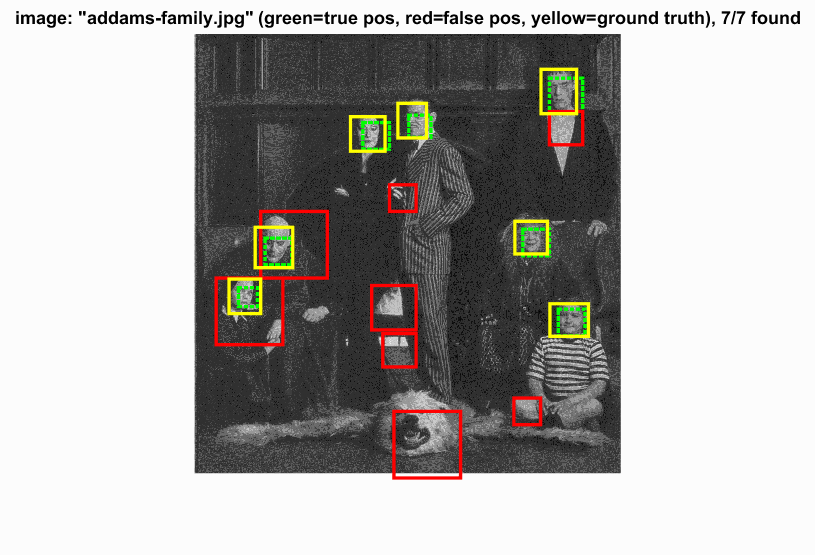 image: "addams-family.jpg" (green=true pos, red=false pos, yellow=ground truth), 7/7 found